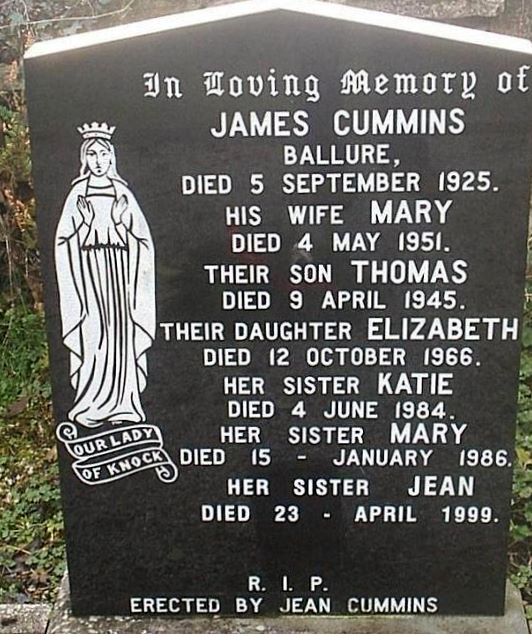 In Loving Memory of
JAMES CUMMINS
BALLURE,
DIED 5 SEPTEMBER 1925.
HIS WIFE MARY
DIED 4 MAY 1951.
THEIR SON THOMAS
DIED 9 APRIL 1945.
THEIR DAUGHTER ELIZABETH
DIED 12 OCTOBER 1966.
HER SISTER KATIE
DIED 4 JUNE 1984.
HER SISTER MARY
DIED 15 - JANUARY 1986.
HER SISTER JEAN
DIED 23 - APRIL 1999.
OUR LADY
OF KNOCK
R. I. P.
ERECTED BY JEAN CUMMINS